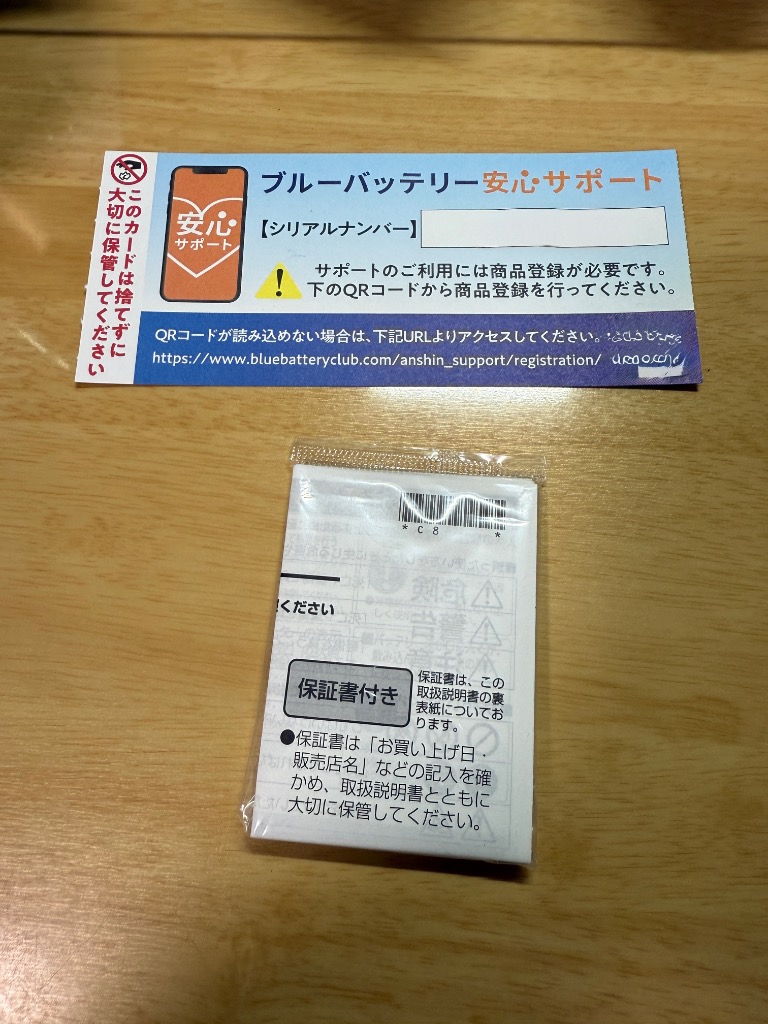 このカードは捨てずに
大切に保管してください
安心
サポート
ブルーバッテリー安心サポート
【シリアルナンバー】
サポートのご利用には商品登録が必要です。
下のQRコードから商品登録を行ってください。
QRコードが読み込めない場合は、下記URLよりアクセスしてください。
https://www.bluebatteryclub.com/anshin_support/registration/
* C 8 *
ください
保証書付き
保証書は、この
取扱説明書の裏
表紙についてお
ります。
●保証書は「お買い上げ日・
販売店名」などの記入を確
かめ、取扱説明書とともに
大切に保管してください。
危険
警告